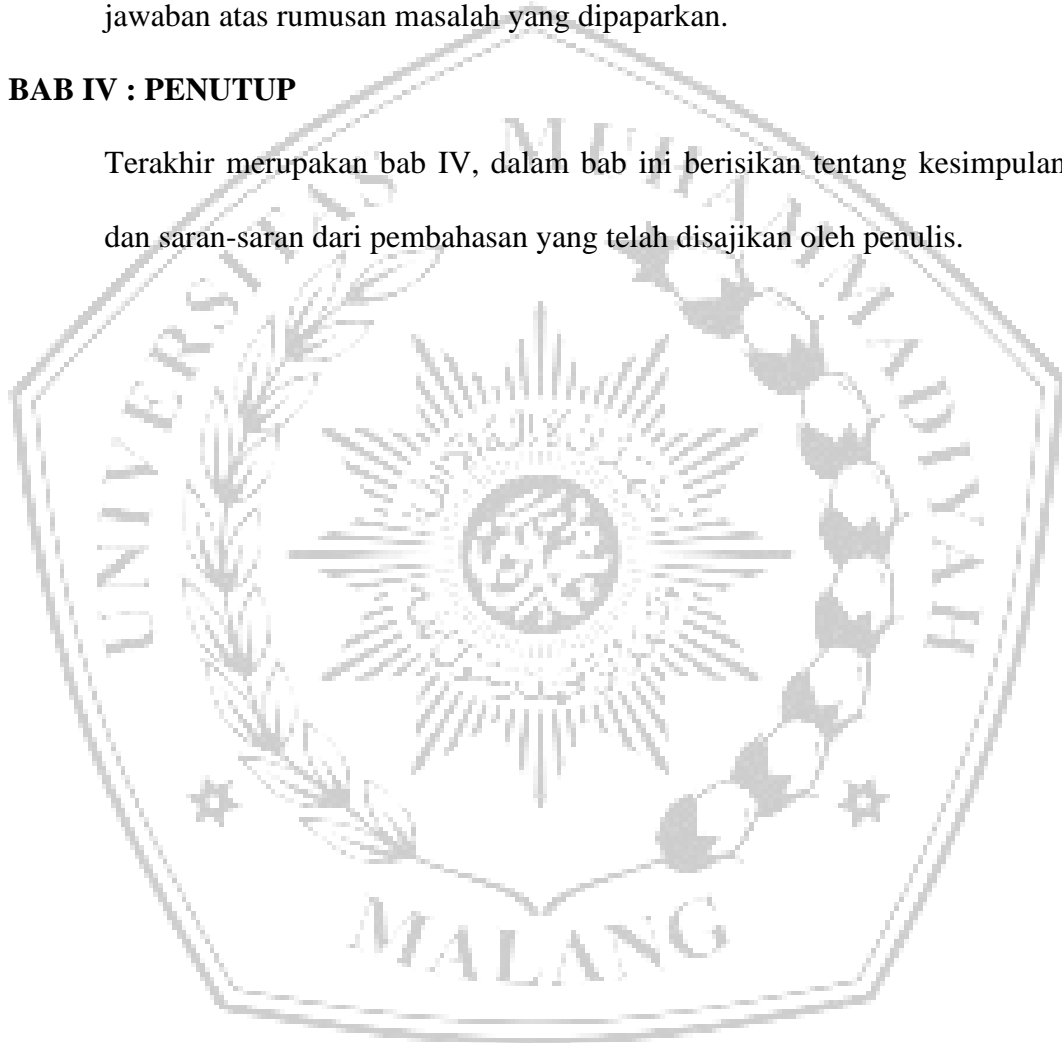 jawaban atas rumusan masalah yang dipaparkan.
BAB IV : PENUTUP
Terakhir merupakan bab IV, dalam bab ini berisikan tentang kesimpulan
dan saran-saran dari pembahasan yang telah disajikan oleh penulis.
UNIVERSITAS MUHAMMADIYAH
MALANG